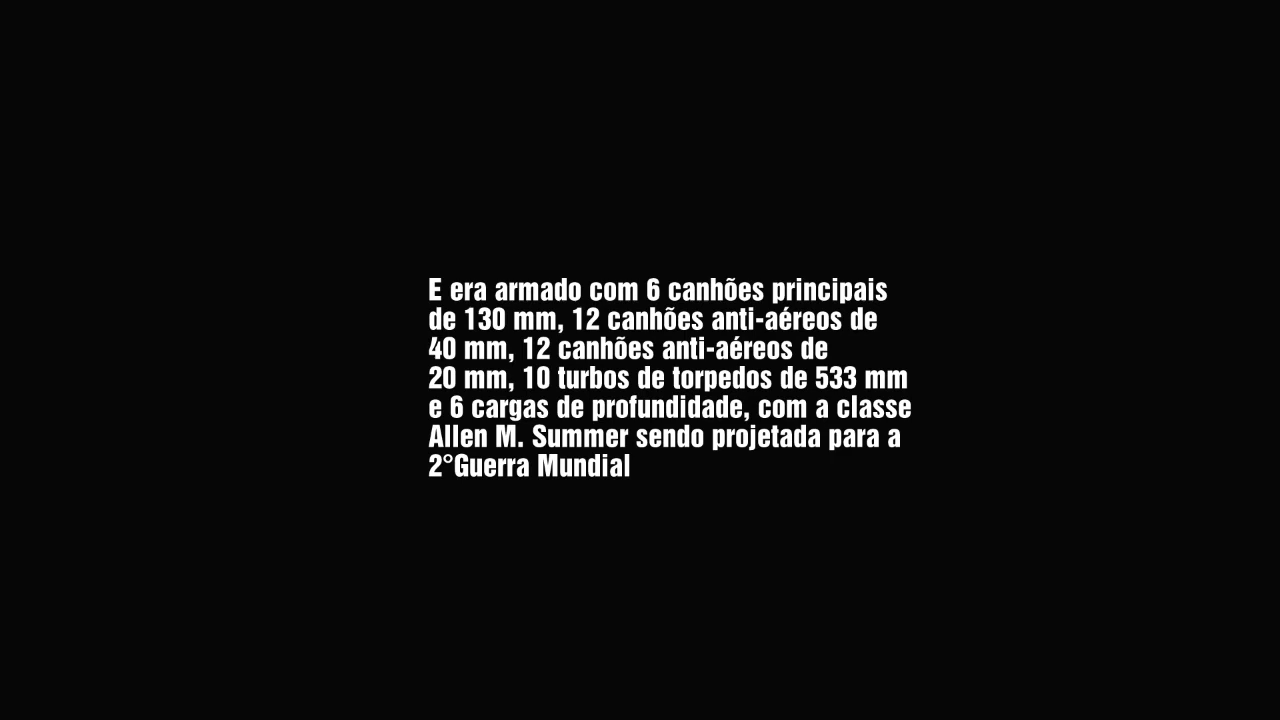 E era armado com 6 canhões principais
de 130 mm, 12 canhões anti-aéreos de
40 mm, 12 canhões anti-aéreos de
20 mm, 10 turbos de torpedos de 533 mm
e 6 cargas de profundidade, com a classe
Allen M. Summer sendo projetada para a
2°Guerra Mundial